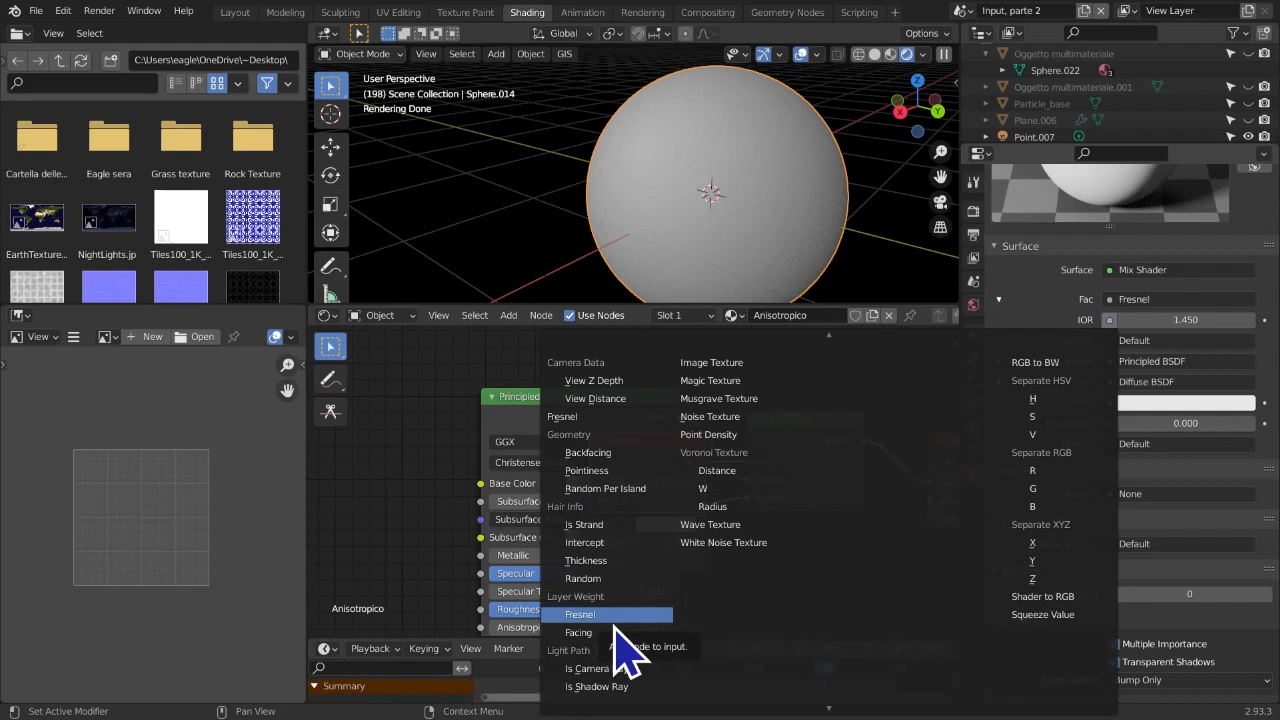 File Edit Render Window Help Layout Modeling Sculpting UV Editing Texture Paint Shading Animation Rendering Compositing Geometry Nodes Scripting + Input, parte 2 View Layer
View Select
Global
Options
C:\Users\eagle\OneDrive\~Desktop\
Object Mode View Select Add Object GIS
User Perspective
(198) Scene Collection | Sphere.014
Rendering Done
Z
X
Y
Oggetto multimateriale
Sphere.022 3
Oggetto multimateriale.001
Particle_base
Plane.006
Point.007
Cartella delle... Eagle sera Grass texture Rock Texture
EarthTexture... NightLights.jp Tiles100_1K_... Tiles100_1K_...
Surface
Surface Mix Shader
Fac Fresnel
IOR 1.450
Default
Principled BSDF
Diffuse BSDF
0.000
Default
None
Default
0
Multiple Importance
Transparent Shadows
Bump Only
Object View Select Add Node Use Nodes Slot 1 Anisotropico
View New Open
Principled
GGX
Christense
Base Color
Subsurfac
Subsurface
Subsurface
Metallic
Specular
Specular T
Roughnes
Anisotropi
Anisotropico
Camera Data
View Z Depth
View Distance
Fresnel
Geometry
Backfacing
Pointiness
Random Per Island
Hair Info
Is Strand
Intercept
Thickness
Random
Layer Weight
Fresnel
Facing
Light Path
Is Camera
Is Shadow Ray
node to input.
Image Texture
Magic Texture
Musgrave Texture
Noise Texture
Point Density
Voronoi Texture
Distance
W
Radius
Wave Texture
White Noise Texture
RGB to BW
Separate HSV
H
S
V
Separate RGB
R
G
B
Separate XYZ
X
Y
Z
Shader to RGB
Squeeze Value
Playback Keying View Marker
Summary
Set Active Modifier Pan View Context Menu 2.93.3